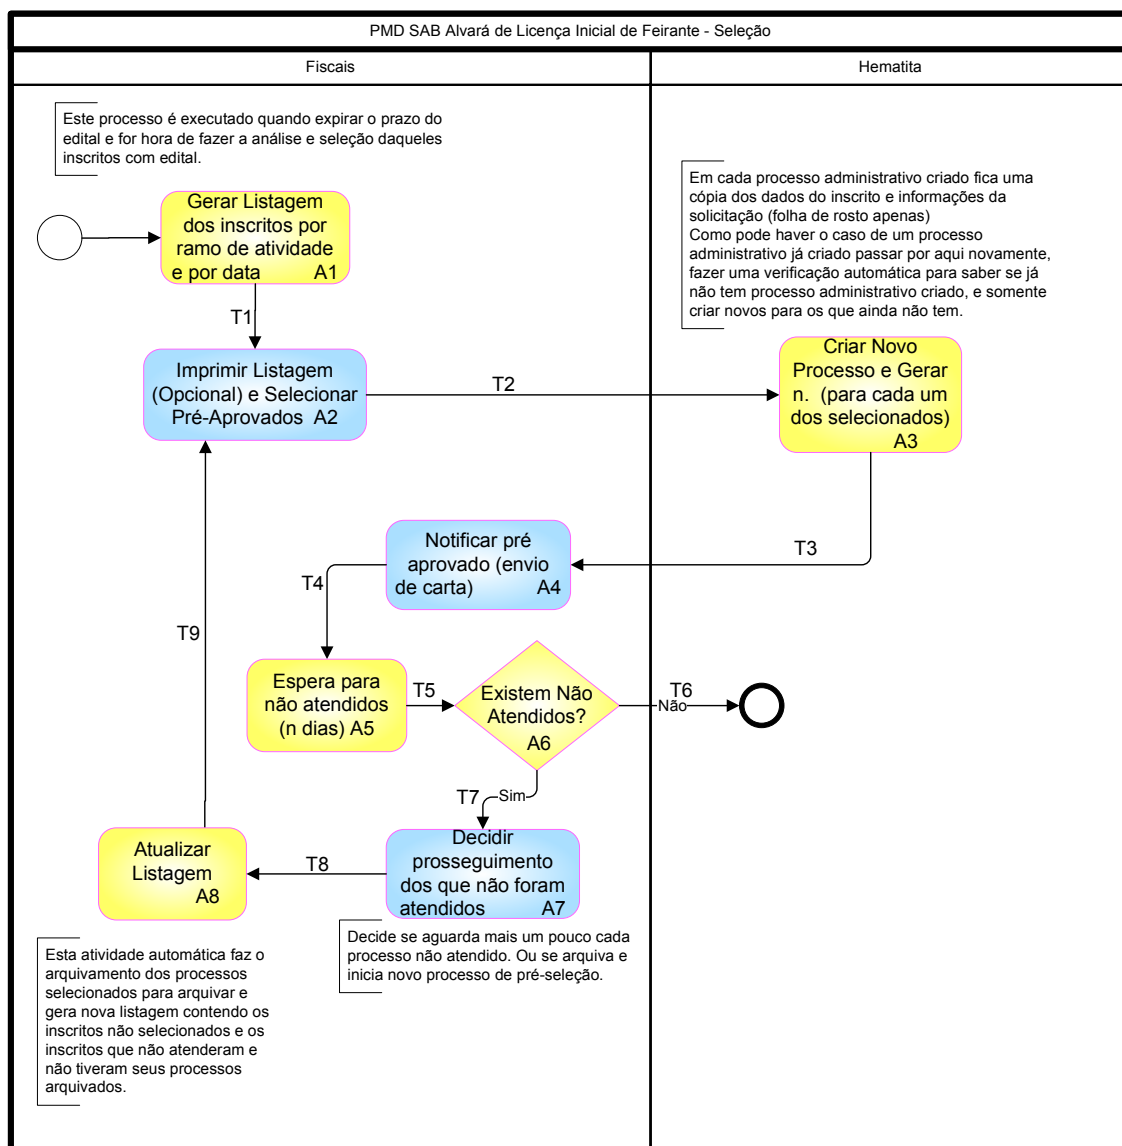 PMD SAB Alvará de Licença Inicial de Feirante - Seleção
Fiscais
Hematita
Este processo é executado quando expirar o prazo do
edital e for hora de fazer a análise e seleção daqueles
inscritos com edital.
Gerar Listagem
dos inscritos por
ramo de atividade
e por data A1
Em cada processo administrativo criado fica uma
cópia dos dados do inscrito e informações da
solicitação (folha de rosto apenas)
Como pode haver o caso de um processo
administrativo já criado passar por aqui novamente,
fazer uma verificação automática para saber se já
não tem processo administrativo criado, e somente
criar novos para os que ainda não tem.
T1
Imprimir Listagem
(Opcional) e Selecionar
Pré-Aprovados A2
T2
Criar Novo
Processo e Gerar
n. (para cada um
dos selecionados)
A3
T3
Notificar pré
aprovado (envio
de carta) A4
T4
T9
Espera para
não atendidos
(n dias) A5
T5
Existem Não
Atendidos?
A6
T6
Não
T7
Sim
Decidir
prosseguimento
dos que não foram
atendidos A7
T8
Atualizar
Listagem
A8
Decide se aguarda mais um pouco cada
processo não atendido. Ou se arquiva e
inicia novo processo de pré-seleção.
Esta atividade automática faz o
arquivamento dos processos
selecionados para arquivar e
gera nova listagem contendo os
inscritos não selecionados e os
inscritos que não atenderam e
não tiveram seus processos
arquivados.